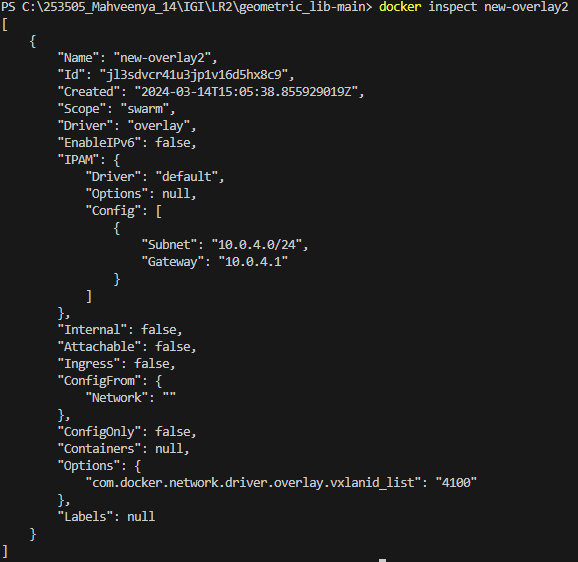 PS C:\253505_Mahveenya_14\IGI\LR2\geometric_lib-main> docker inspect new-overlay2
[
    {
        "Name": "new-overlay2",
        "Id": "jl3sdvcr41u3jp1v16d5hx8c9",
        "Created": "2024-03-14T15:05:38.855929019Z",
        "Scope": "swarm",
        "Driver": "overlay",
        "EnableIPv6": false,
        "IPAM": {
            "Driver": "default",
            "Options": null,
            "Config": [
                {
                    "Subnet": "10.0.4.0/24",
                    "Gateway": "10.0.4.1"
                }
            ]
        },
        "Internal": false,
        "Attachable": false,
        "Ingress": false,
        "ConfigFrom": {
            "Network": ""
        },
        "ConfigOnly": false,
        "Containers": null,
        "Options": {
            "com.docker.network.driver.overlay.vxlanid_list": "4100"
        },
        "Labels": null
    }
]